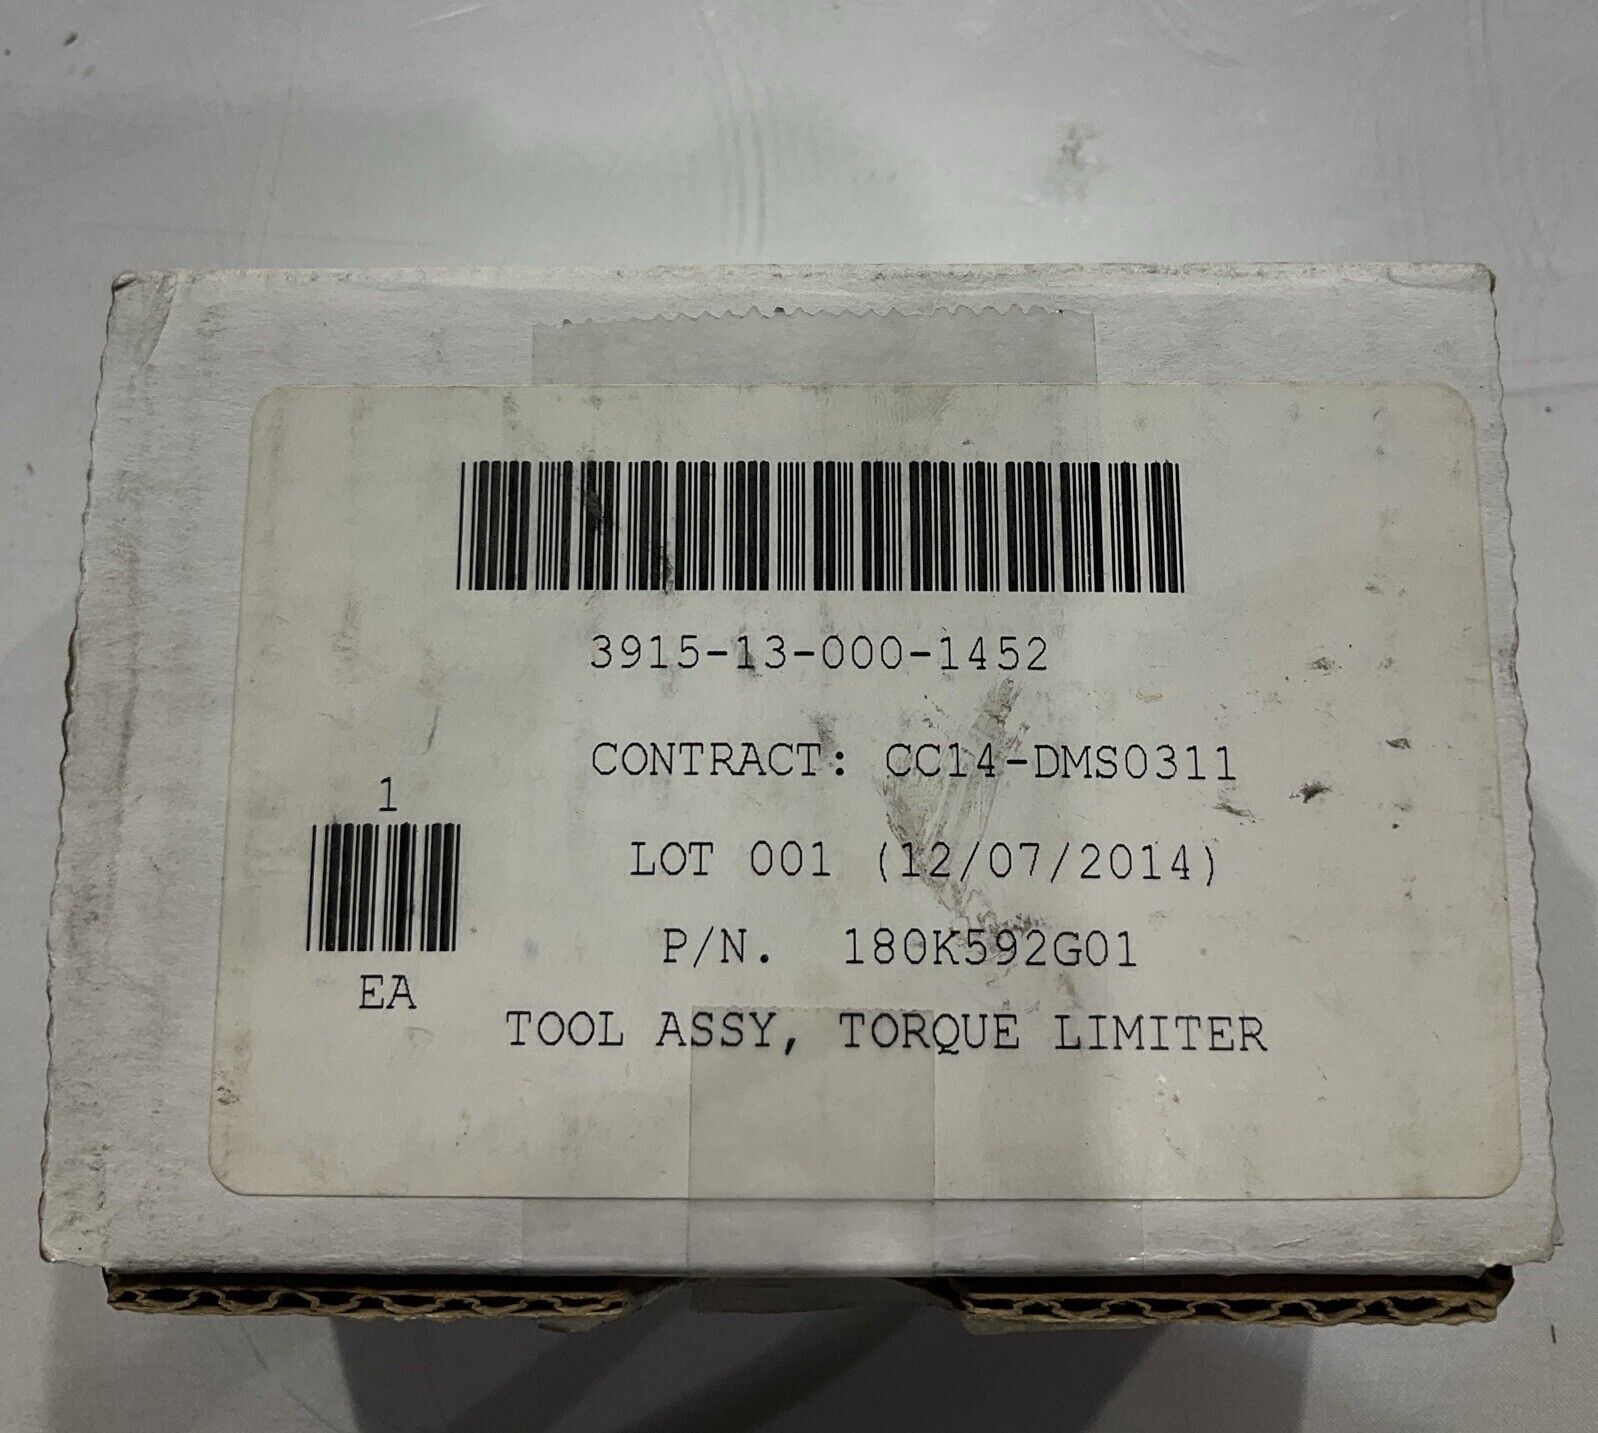 3915-13-000-1452
CONTRACT: CC14-DMS0311
1
LOT 001 (12/07/2014)
P/N. 180K592G01
EA
TOOL ASSY, TORQUE LIMITER